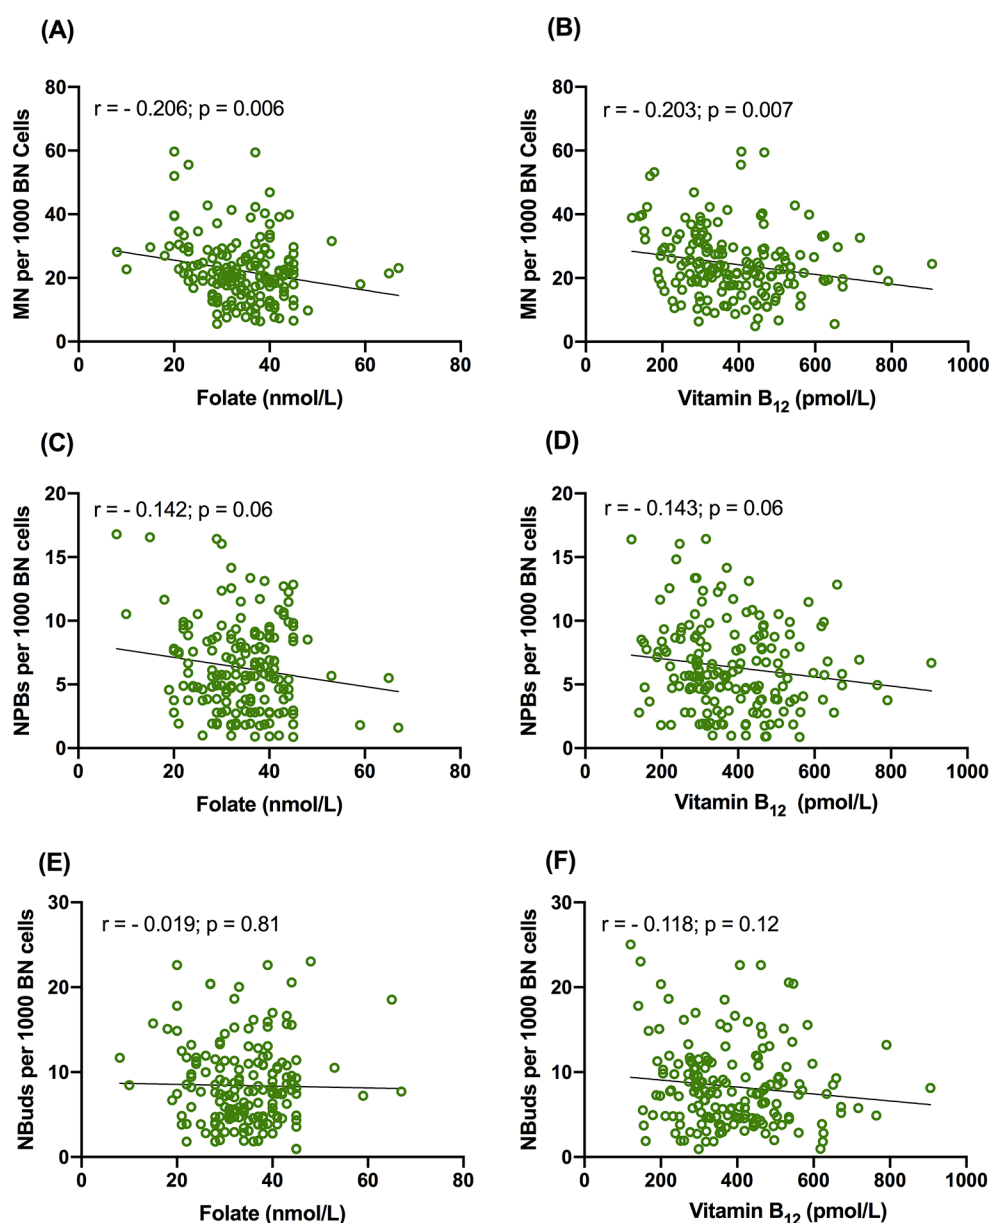 (A)
r = - 0.206; p = 0.006
MN per 1000 BN Cells
80
60
40
20
0
0 20 40 60 80
Folate (nmol/L)
(B)
r = - 0.203; p = 0.007
MN per 1000 BN Cells
80
60
40
20
0
0 200 400 600 800 1000
Vitamin B12 (pmol/L)
(C)
r = - 0.142; p = 0.06
NPBs per 1000 BN cells
20
15
10
5
0
0 20 40 60 80
Folate (nmol/L)
(D)
r = - 0.143; p = 0.06
NPBs per 1000 BN cells
20
15
10
5
0
0 200 400 600 800 1000
Vitamin B12 (pmol/L)
(E)
r = - 0.019; p = 0.81
NBuds per 1000 BN cells
30
20
10
0
0 20 40 60 80
Folate (nmol/L)
(F)
r = - 0.118; p = 0.12
NBuds per 1000 BN cells
30
20
10
0
0 200 400 600 800 1000
Vitamin B12 (pmol/L)